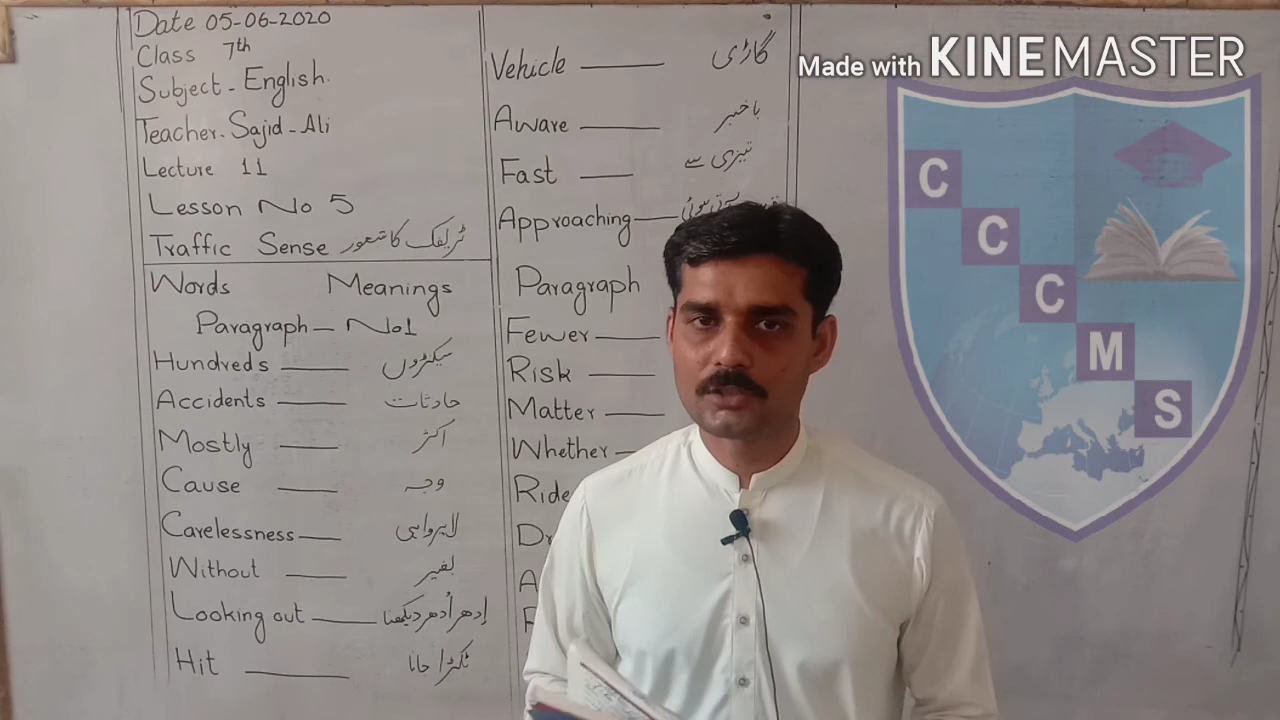 Date 05-06-2020
Class 7th
Subject - English.
Teacher - Sajid - Ali
Lecture 11
Lesson No 5
Traffic Sense ٹریفک کا شعور
Words Meanings
Paragraph - No 1
Hundreds سیکڑوں
Accidents حادثات
Mostly اکثر
Cause وجہ
Carelessness لاپرواہی
Without بغیر
Looking out اِدھر اُدھر دیکھنا
Hit ٹکڑا جانا
Vehicle گاڑی
Aware باخبر
Fast تیزی سے
Approaching
Paragraph
Fewer
Risk
Matter
Whether
Ride
Made with KINEMASTER
C
C
C
M
S